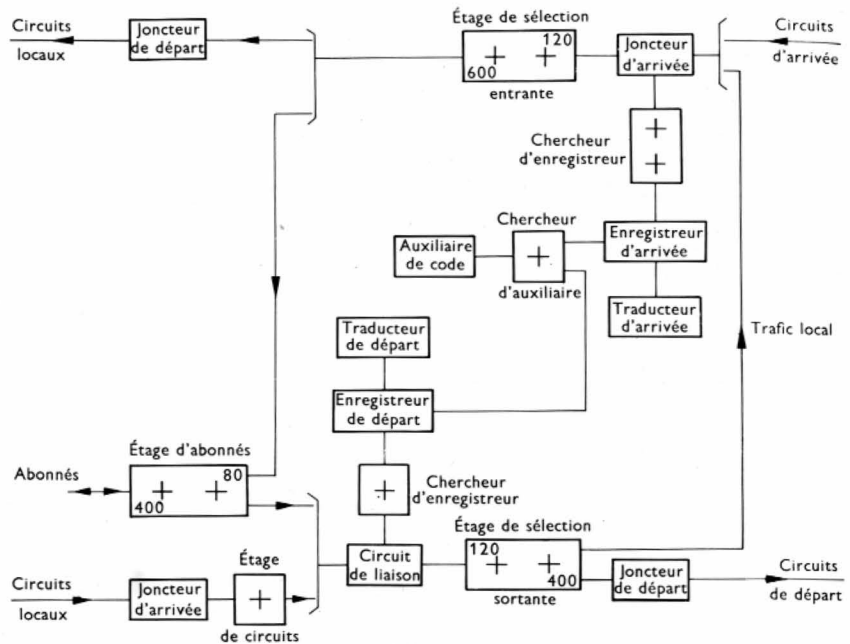 Circuits
locaux
Joncteur
de départ
Étage de sélection
120
600
entrante
Joncteur
d'arrivée
Circuits
d'arrivée
Chercheur
d'enregistreur
Chercheur
d'auxiliaire
Auxiliaire
de code
Enregistreur
d'arrivée
Traducteur
d'arrivée
Traducteur
de départ
Trafic local
Enregistreur
de départ
Étage d'abonnés
80
400
Abonnés
Chercheur
d'enregistreur
Étage de sélection
120
400
sortante
Circuit
de liaison
Étage
de circuits
Circuits
locaux
Joncteur
d'arrivée
Joncteur
de départ
Circuits
de départ